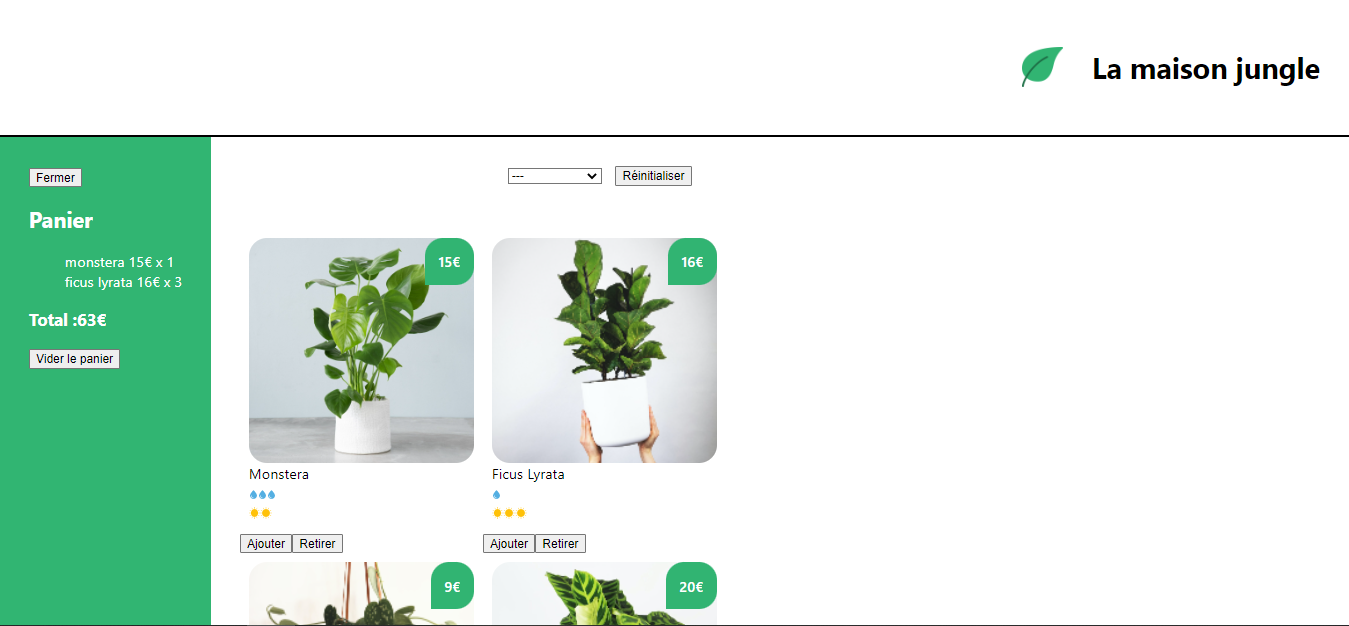 La maison jungle
Fermer
Panier
monstera 15€ x 1
ficus lyrata 16€ x 3
Total :63€
Vider le panier
---
Réinitialiser
15€
16€
Monstera
Ficus Lyrata
Ajouter Retirer
Ajouter Retirer
9€
20€